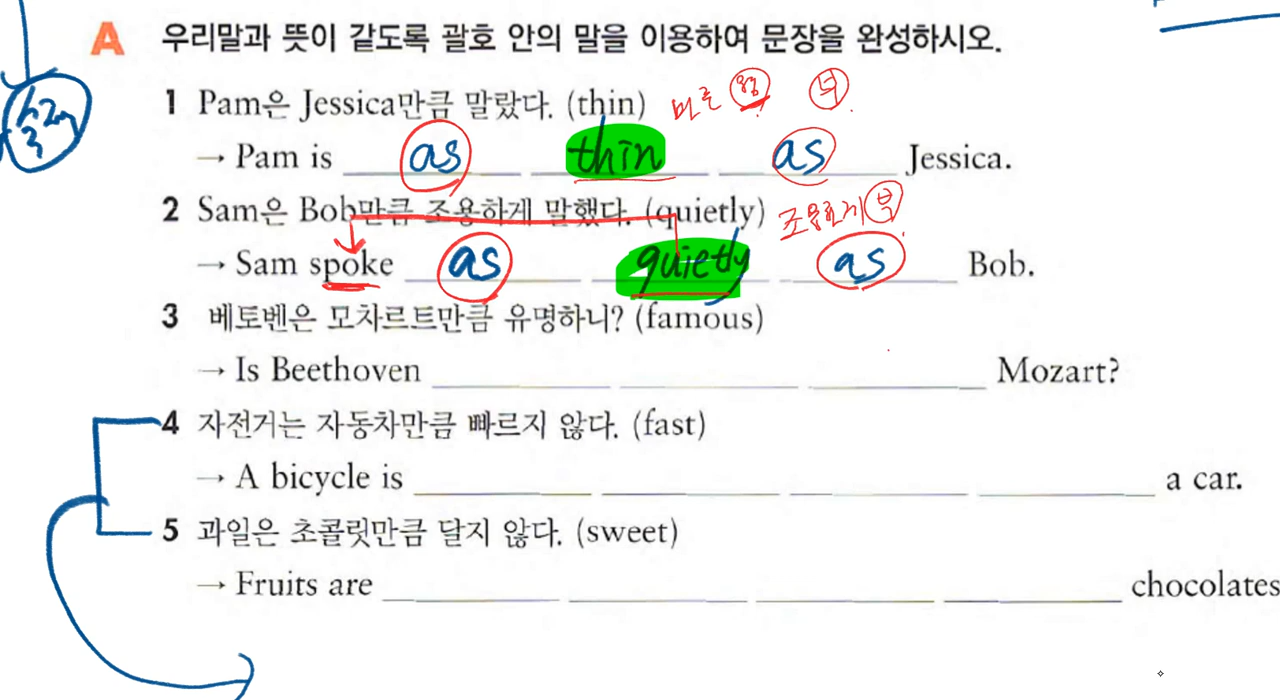 A 우리말과 뜻이 같도록 괄호 안의 말을 이용하여 문장을 완성하시오.
1 Pam은 Jessica만큼 말랐다. (thin) 마른 형 부
→ Pam is as thin as Jessica.
2 Sam은 Bob만큼 조용하게 말했다. (quietly) 조용하게 부
→ Sam spoke as quietly as Bob.
3 베토벤은 모차르트만큼 유명하니? (famous)
→ Is Beethoven Mozart?
4 자전거는 자동차만큼 빠르지 않다. (fast)
→ A bicycle is a car.
5 과일은 초콜릿만큼 달지 않다. (sweet)
→ Fruits are chocolates